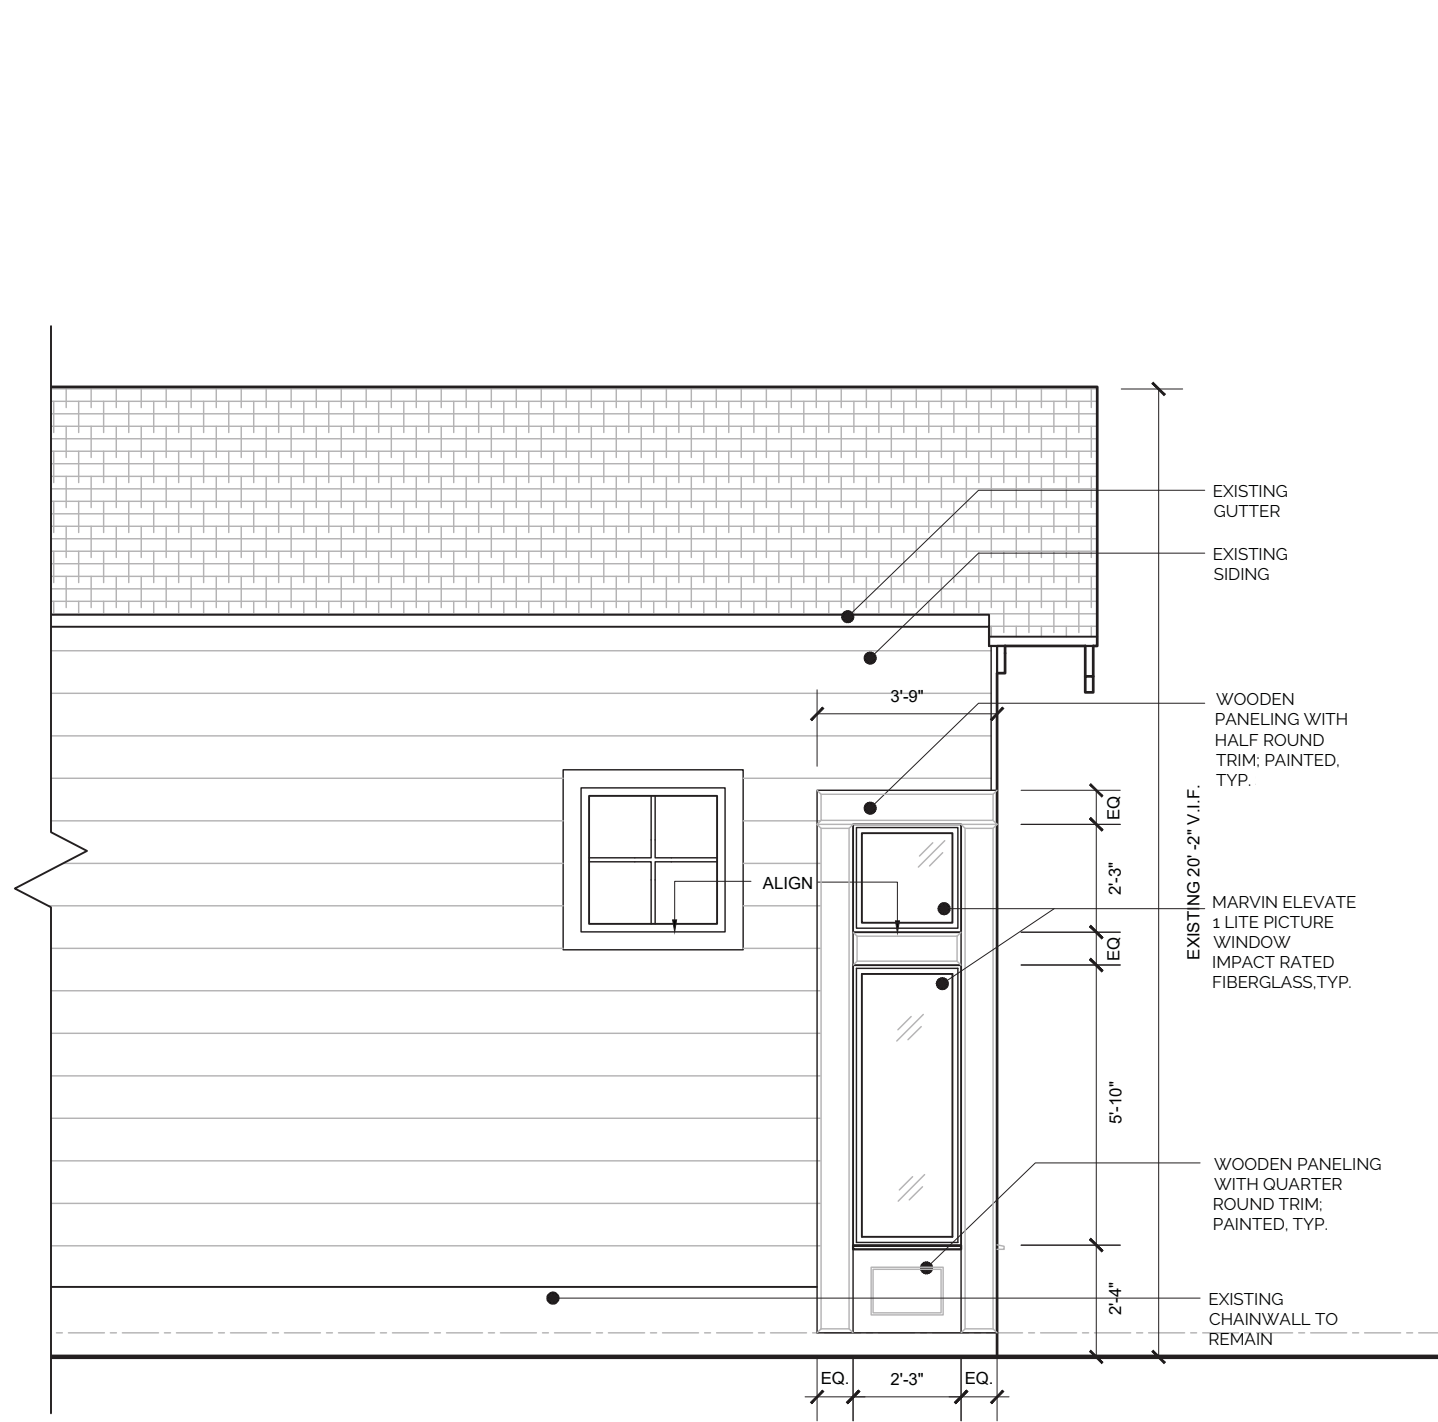 EXISTING
GUTTER
EXISTING
SIDING
3'-9"
WOODEN
PANELING WITH
HALF ROUND
TRIM; PAINTED,
TYP.
EQ
2'-3"
EQ
5'-10"
2'-4"
EXISTING 20' -2" V.I.F.
ALIGN
MARVIN ELEVATE
1 LITE PICTURE
WINDOW
IMPACT RATED
FIBERGLASS,TYP.
WOODEN PANELING
WITH QUARTER
ROUND TRIM;
PAINTED, TYP.
EXISTING
CHAINWALL TO
REMAIN
EQ.
2'-3"
EQ.